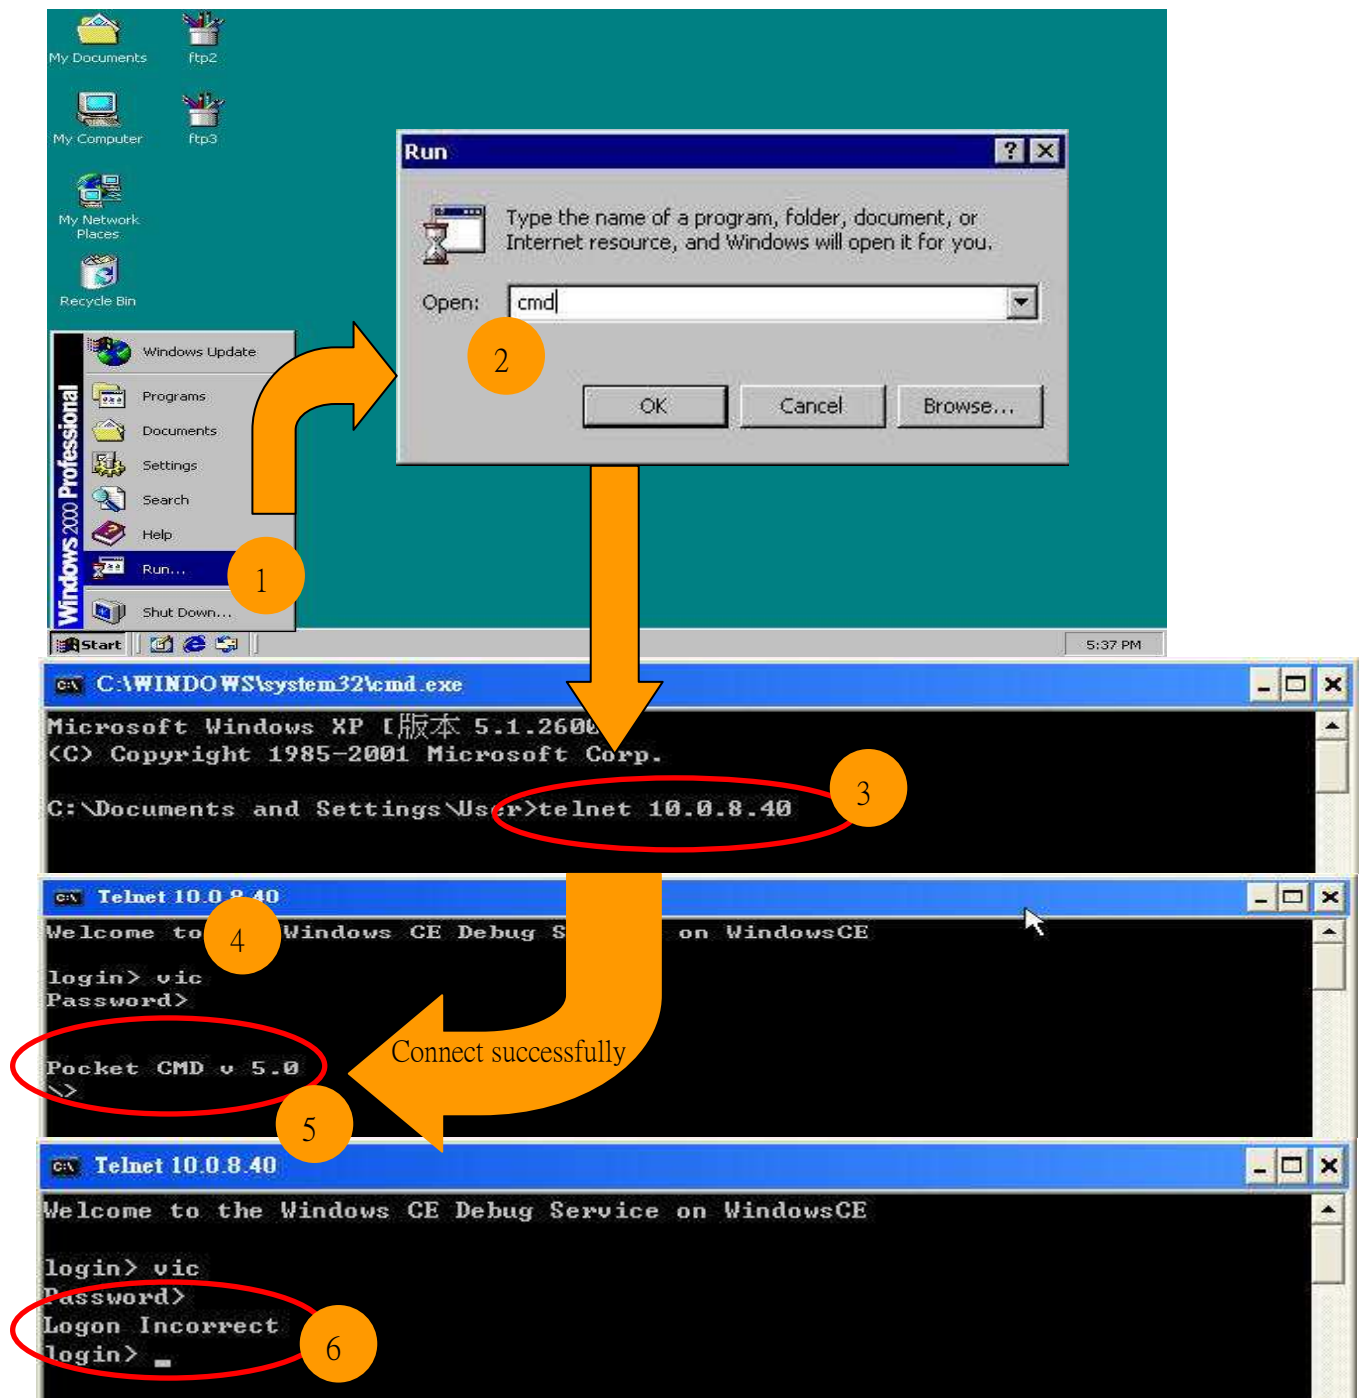 My Documents
ftp2
My Computer
ftp3
My Network
Places
Recycle Bin
Windows 2000 Professional
Windows Update
Programs
Documents
Settings
Search
Help
Run...
Shut Down...
1
Start
5:37 PM
Run
Type the name of a program, folder, document, or
Internet resource, and Windows will open it for you.
Open: cmd
2
OK Cancel Browse...
C:\WINDOWS\system32\cmd.exe
Microsoft Windows XP [版本 5.1.2600
(C) Copyright 1985-2001 Microsoft Corp.
C:\Documents and Settings\User>telnet 10.0.8.40
3
Telnet 10.0.8.40
Welcome to Windows CE Debug S on WindowsCE
4
login> vic
Password>
Connect successfully
Pocket CMD v 5.0
\>
5
Telnet 10.0.8.40
Welcome to the Windows CE Debug Service on WindowsCE
login> vic
Password>
Logon Incorrect
login> _
6